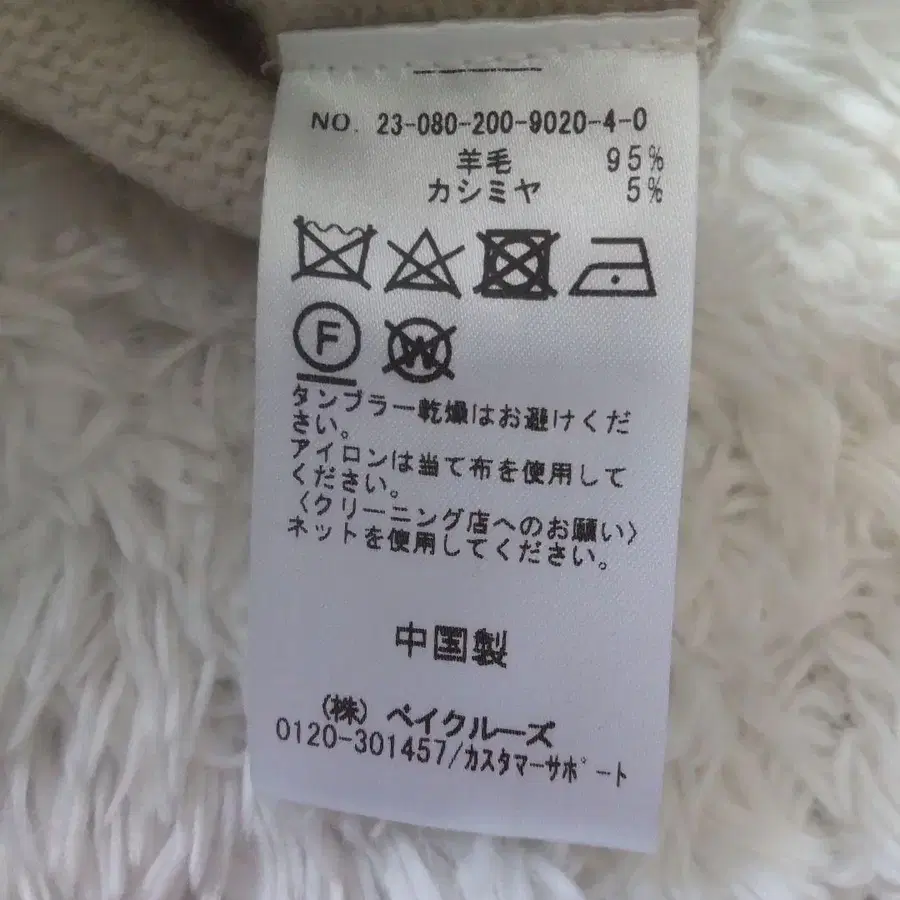 NO. 23-080-200-9020-4-0
羊毛 95%
カシミヤ 5%
F W
タンブラー乾燥はお避けくだ
さい。
アイロンは当て布を使用して
ください。
〈クリーニング店へのお願い〉
ネットを使用してください。
中国製
(株) ベイクルーズ
0120-301457/カスタマーサポート